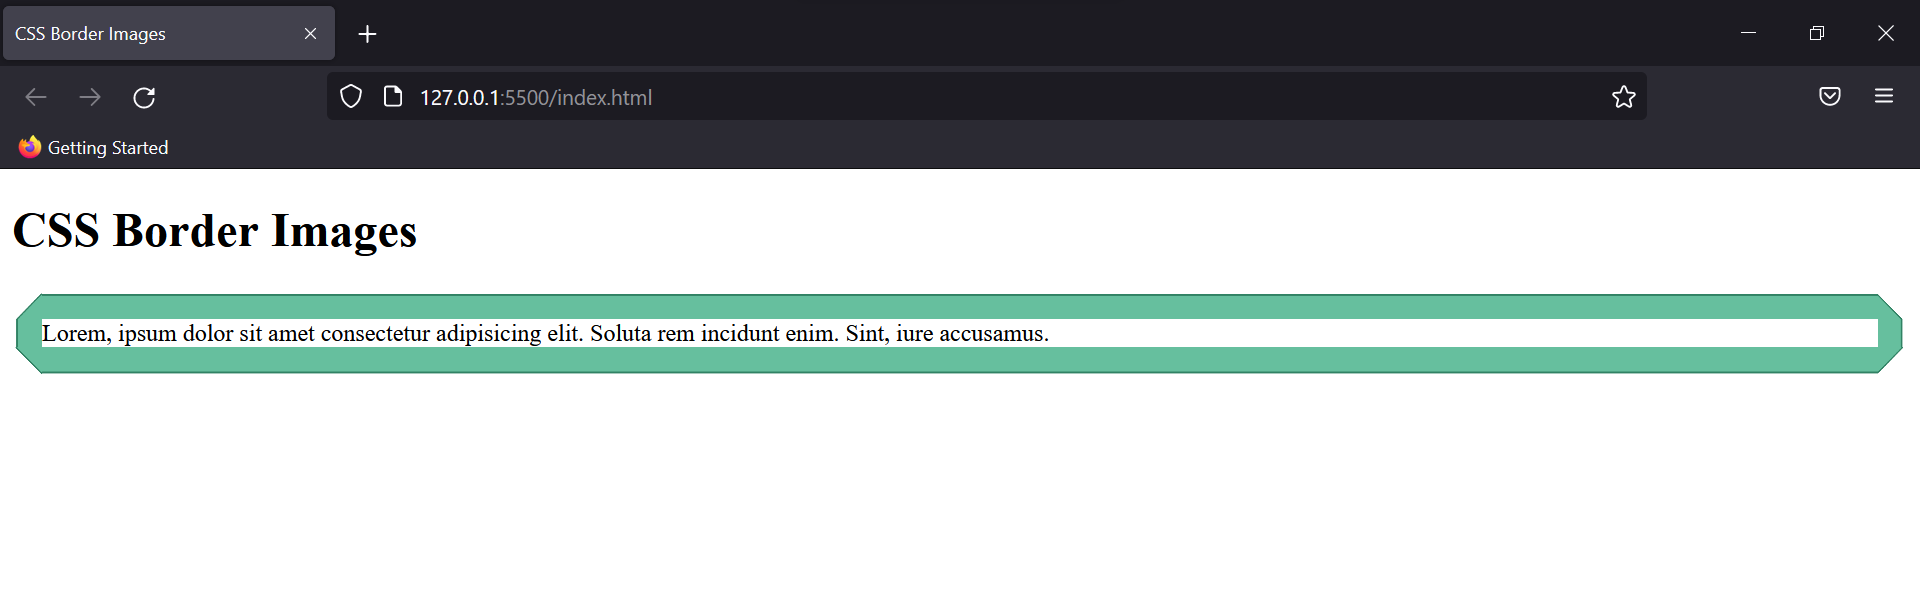 CSS Border Images
127.0.0.1:5500/index.html
Getting Started
CSS Border Images
Lorem, ipsum dolor sit amet consectetur adipisicing elit. Soluta rem incidunt enim. Sint, iure accusamus.